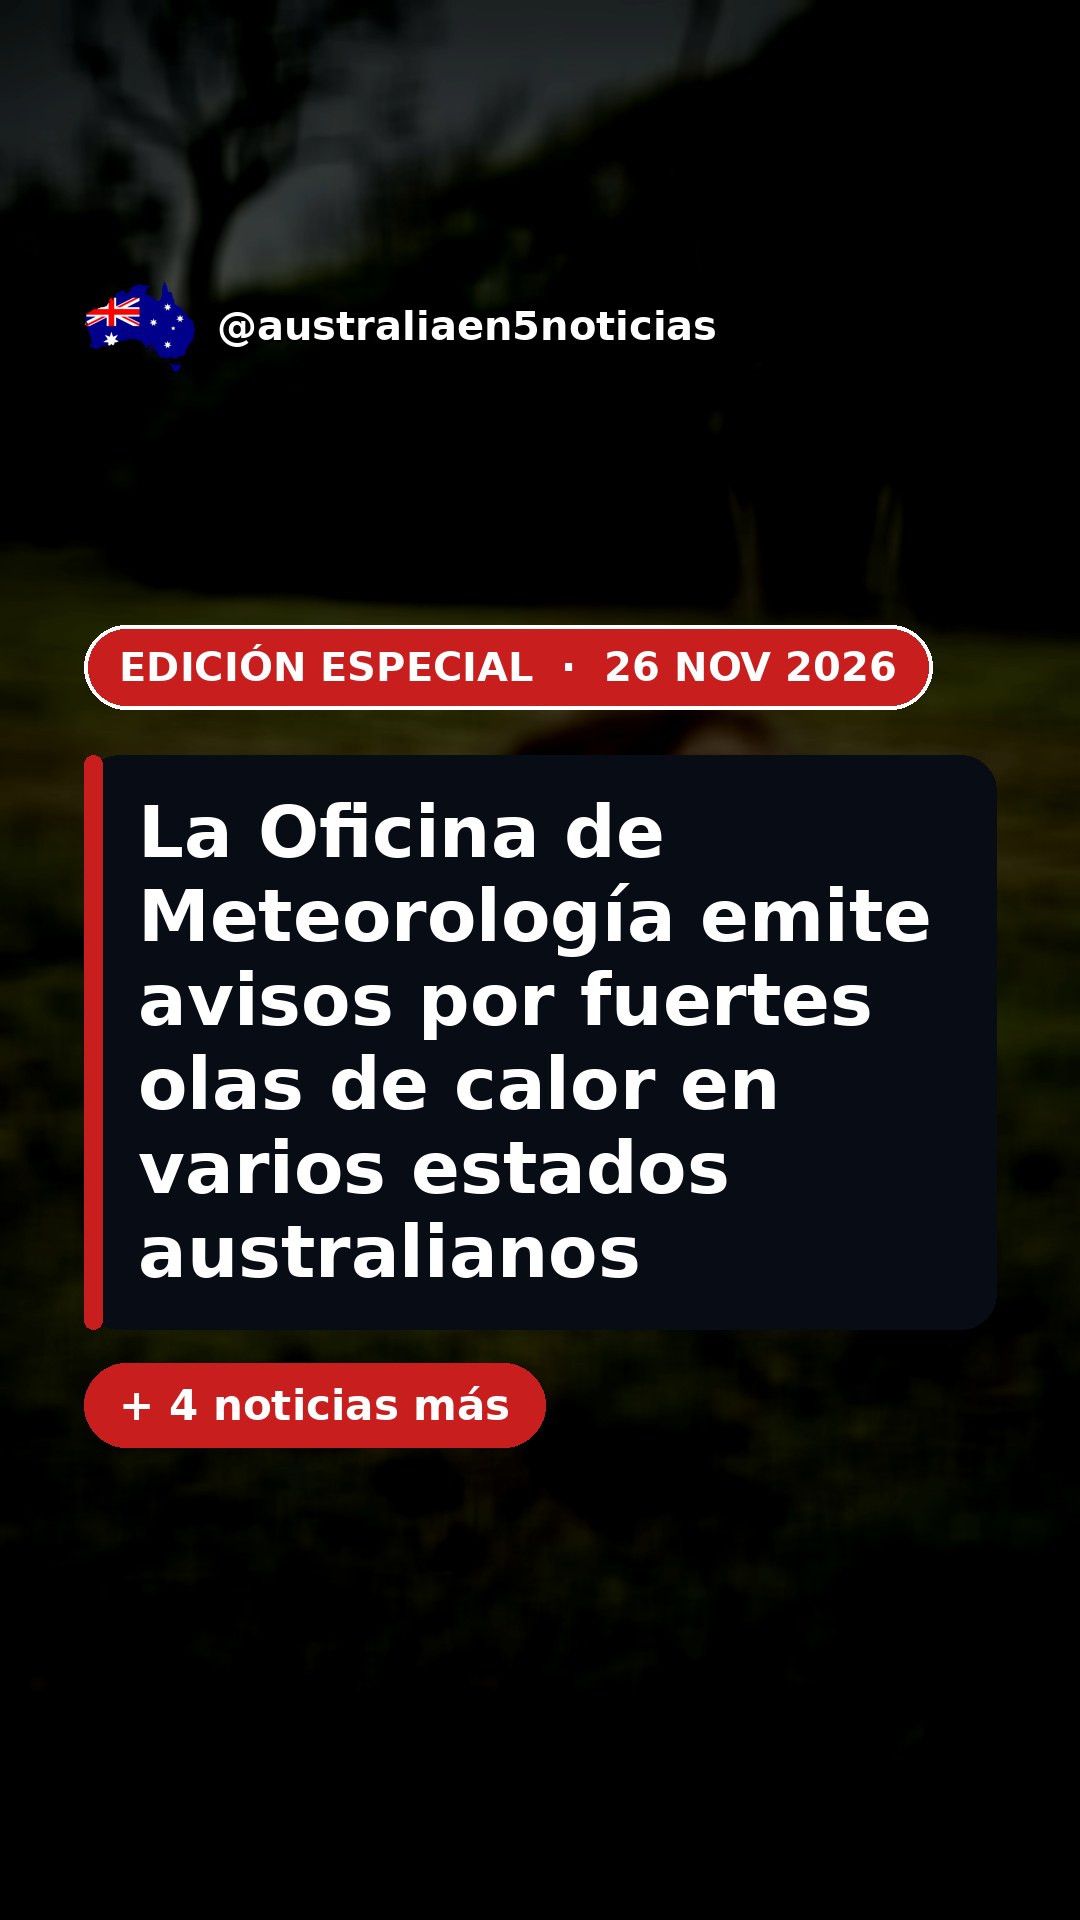 @australiaen5noticias
EDICIÓN ESPECIAL · 26 NOV 2026
La Oficina de
Meteorología emite
avisos por fuertes
olas de calor en
varios estados
australianos
+ 4 noticias más